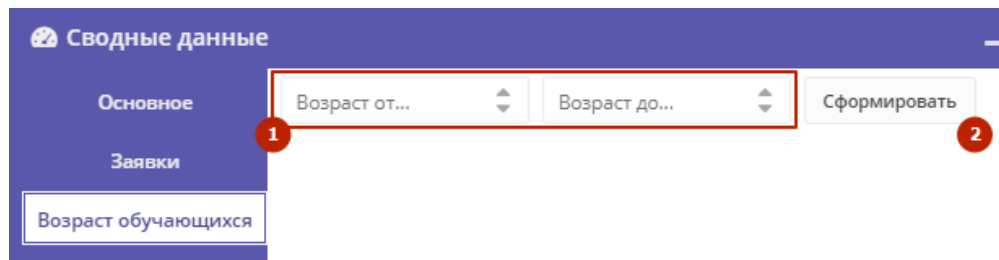 Сводные данные
Основное
Возраст от...
Возраст до...
Сформировать
1
2
Заявки
Возраст обучающихся